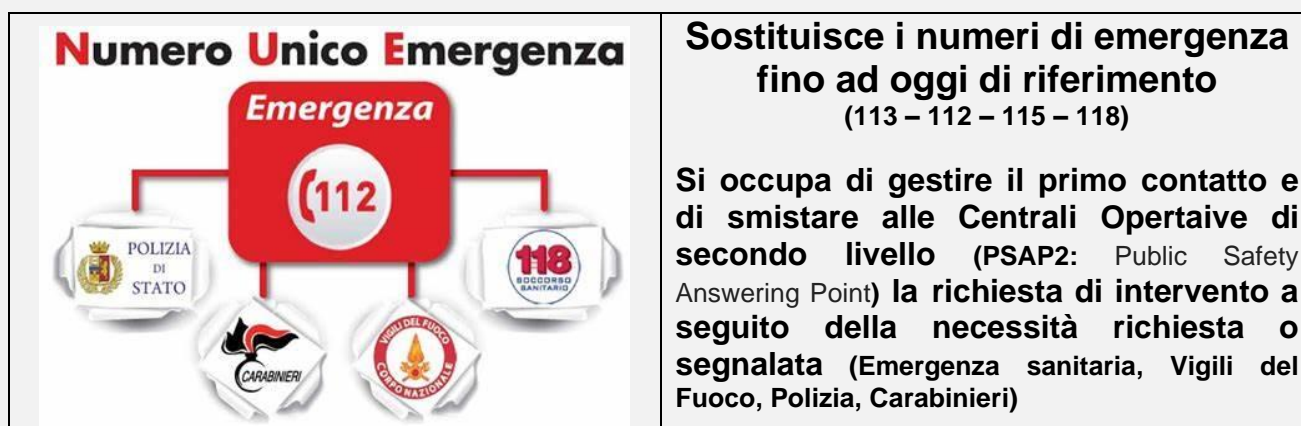 Numero Unico Emergenza
Emergenza
112
POLIZIA
DI
STATO
118
SOCCORSO
SANITARIO
CARABINIERI
VIGILI DEL FUOCO
CORPO NAZIONALE
Sostituisce i numeri di emergenza
fino ad oggi di riferimento
(113 – 112 – 115 – 118)
Si occupa di gestire il primo contatto e
di smistare alle Centrali Opertaive di
secondo livello (PSAP2: Public Safety
Answering Point) la richiesta di intervento a
seguito della necessità richiesta o
segnalata (Emergenza sanitaria, Vigili del
Fuoco, Polizia, Carabinieri)